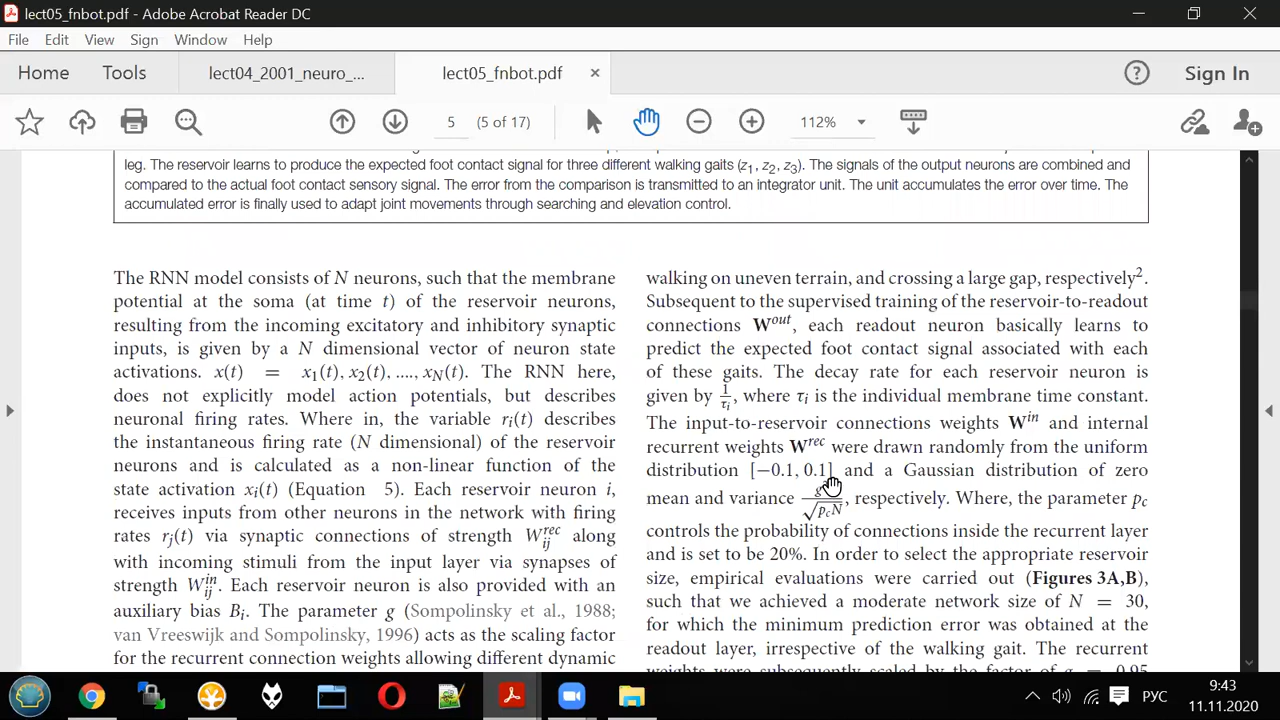 lect05_fnbot.pdf - Adobe Acrobat Reader DC
File Edit View Sign Window Help
Home Tools lect04_2001_neuro_... lect05_fnbot.pdf × Sign In
5 (5 of 17) 112%
leg. The reservoir learns to produce the expected foot contact signal for three different walking gaits (z1, z2, z3). The signals of the output neurons are combined and
compared to the actual foot contact sensory signal. The error from the comparison is transmitted to an integrator unit. The unit accumulates the error over time. The
accumulated error is finally used to adapt joint movements through searching and elevation control.
The RNN model consists of N neurons, such that the membrane
potential at the soma (at time t) of the reservoir neurons,
resulting from the incoming excitatory and inhibitory synaptic
inputs, is given by a N dimensional vector of neuron state
activations. x(t) = x1(t), x2(t), ...., xN(t). The RNN here,
does not explicitly model action potentials, but describes
neuronal firing rates. Where in, the variable ri(t) describes
the instantaneous firing rate (N dimensional) of the reservoir
neurons and is calculated as a non-linear function of the
state activation xi(t) (Equation 5). Each reservoir neuron i,
receives inputs from other neurons in the network with firing
rates rj(t) via synaptic connections of strength W_ij^rec along
with incoming stimuli from the input layer via synapses of
strength W_ij^in. Each reservoir neuron is also provided with an
auxiliary bias Bi. The parameter g (Sompolinsky et al., 1988;
van Vreeswijk and Sompolinsky, 1996) acts as the scaling factor
for the recurrent connection weights allowing different dynamic
walking on uneven terrain, and crossing a large gap, respectively².
Subsequent to the supervised training of the reservoir-to-readout
connections W^out, each readout neuron basically learns to
predict the expected foot contact signal associated with each
of these gaits. The decay rate for each reservoir neuron is
given by 1/τi, where τi is the individual membrane time constant.
The input-to-reservoir connections weights W^in and internal
recurrent weights W^rec were drawn randomly from the uniform
distribution [−0.1, 0.1] and a Gaussian distribution of zero
mean and variance g/√pcN, respectively. Where, the parameter pc
controls the probability of connections inside the recurrent layer
and is set to be 20%. In order to select the appropriate reservoir
size, empirical evaluations were carried out (Figures 3A,B),
such that we achieved a moderate network size of N = 30,
for which the minimum prediction error was obtained at the
readout layer, irrespective of the walking gait. The recurrent
weights were subsequently scaled by the factor of g = 0.95
РУС
9:43
11.11.2020